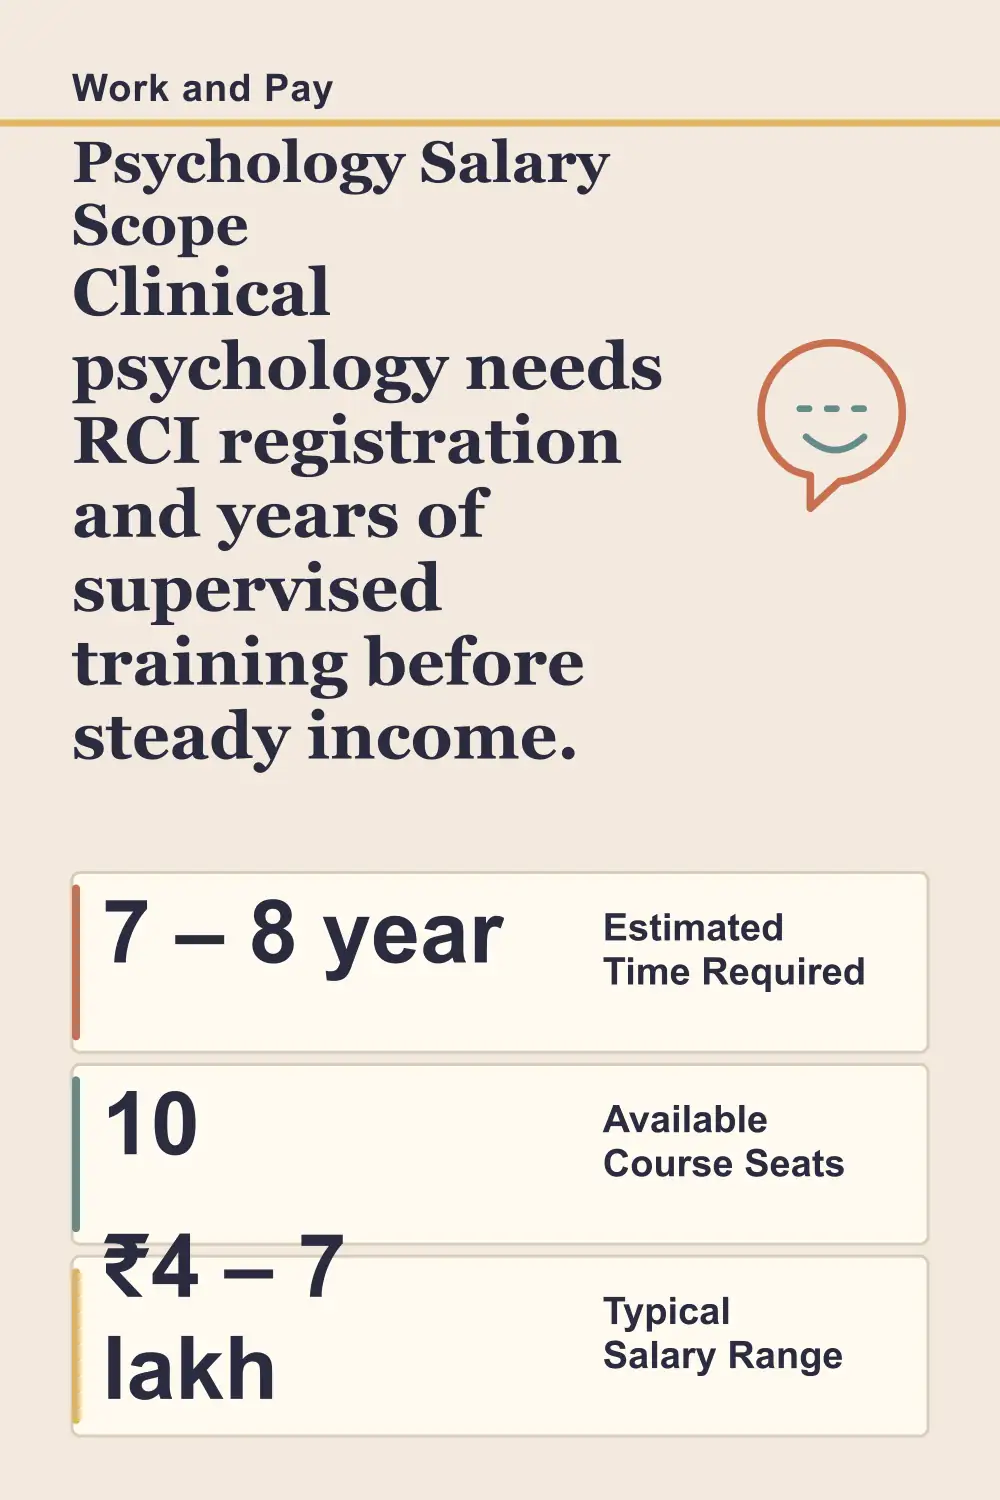 Work and Pay
Psychology Salary
Scope
Clinical
psychology needs
RCI registration
and years of
supervised
training before
steady income.
7 – 8 year
Estimated
Time Required
10
Available
Course Seats
₹4 – 7
lakh
Typical
Salary Range